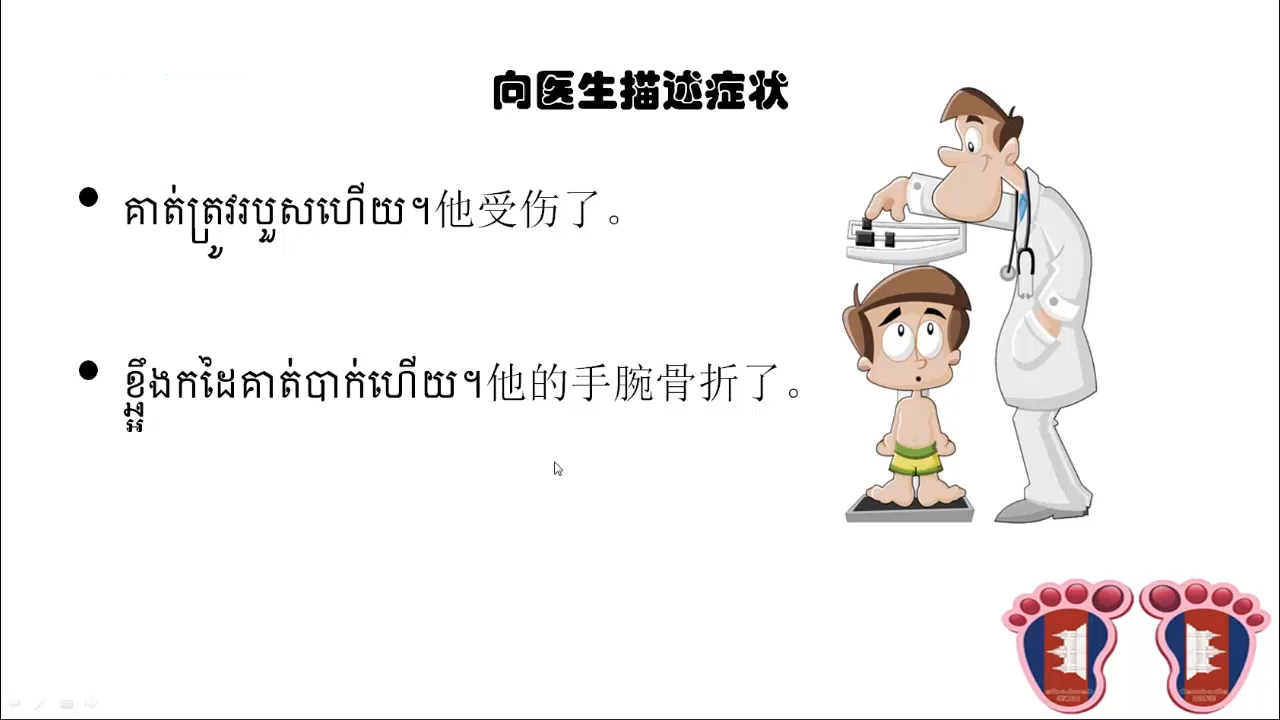 向医生描述症状
គាត់ត្រូវរបួសហើយ។他受伤了。
ខ្អឹងកដៃគាត់បាក់ហើយ។他的手腕骨折了。